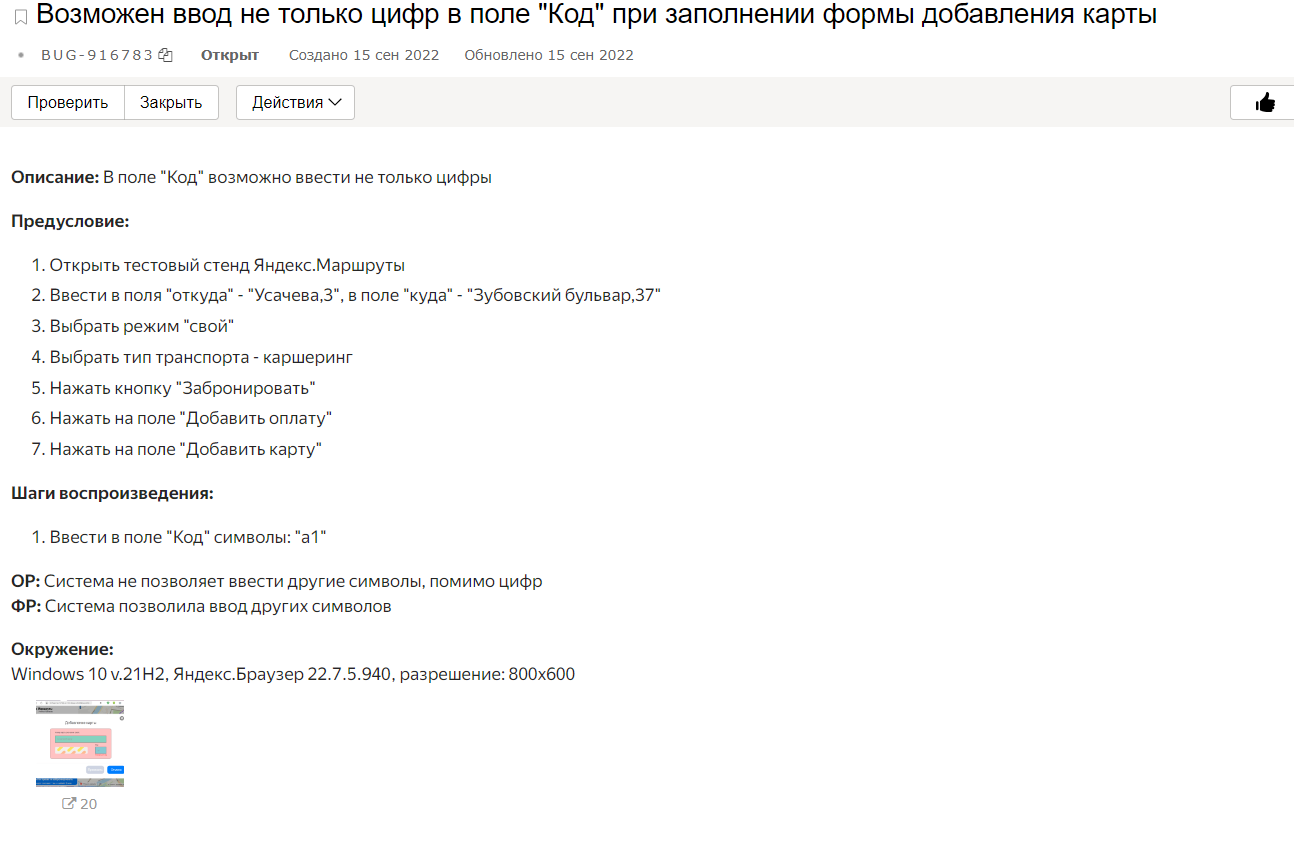 Возможен ввод не только цифр в поле "Код" при заполнении формы добавления карты
BUG-916783 Открыт Создано 15 сен 2022 Обновлено 15 сен 2022
Проверить Закрыть Действия
Описание: В поле "Код" возможно ввести не только цифры
Предусловие:
1. Открыть тестовый стенд Яндекс.Маршруты
2. Ввести в поля "откуда" - "Усачева,3", в поле "куда" - "Зубовский бульвар,37"
3. Выбрать режим "свой"
4. Выбрать тип транспорта - каршеринг
5. Нажать кнопку "Забронировать"
6. Нажать на поле "Добавить оплату"
7. Нажать на поле "Добавить карту"
Шаги воспроизведения:
1. Ввести в поле "Код" символы: "а1"
ОР: Система не позволяет ввести другие символы, помимо цифр
ФР: Система позволила ввод других символов
Окружение:
Windows 10 v.21H2, Яндекс.Браузер 22.7.5.940, разрешение: 800x600
20